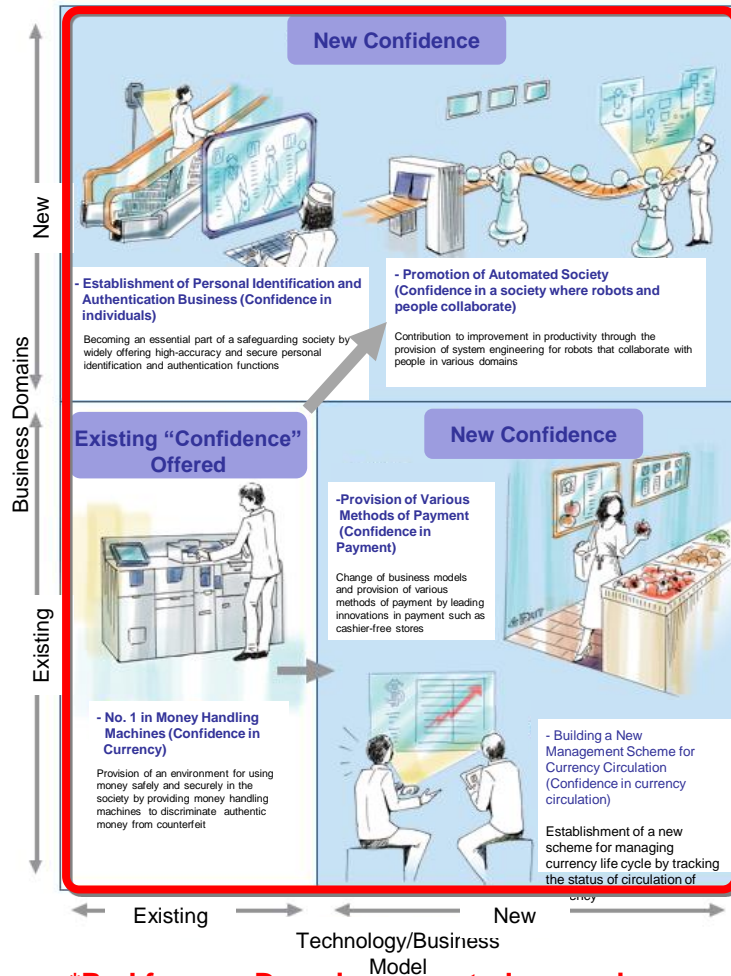 New Confidence
- Establishment of Personal Identification and
Authentication Business (Confidence in
individuals)
Becoming an essential part of a safeguarding society by
widely offering high-accuracy and secure personal
identification and authentication functions
- Promotion of Automated Society
(Confidence in a society where robots and
people collaborate)
Contribution to improvement in productivity through the
provision of system engineering for robots that collaborate with
people in various domains
New
Business Domains
Existing
Existing “Confidence”
Offered
- No. 1 in Money Handling
Machines (Confidence in
Currency)
Provision of an environment for using
money safely and securely in the
society by providing money handling
machines to discriminate authentic
money from counterfeit
New Confidence
-Provision of Various
Methods of Payment
(Confidence in
Payment)
Change of business models
and provision of various
methods of payment by leading
innovations in payment such as
cashier-free stores
EXIT
- Building a New
Management Scheme for
Currency Circulation
(Confidence in currency
circulation)
Establishment of a new
scheme for managing
currency life cycle by tracking
the status of circulation of
Existing
New
Technology/Business
Model